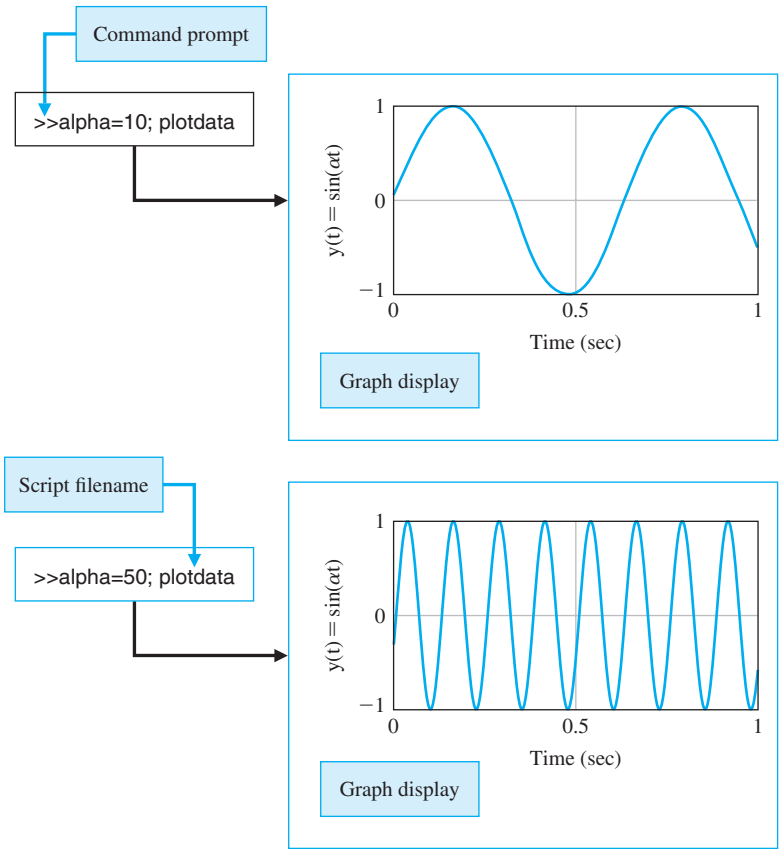 Command prompt
>>alpha=10; plotdata
y(t) = sin(αt)
1
0
−1
0
0.5
1
Time (sec)
Graph display
Script filename
>>alpha=50; plotdata
y(t) = sin(αt)
1
0
−1
0
0.5
1
Time (sec)
Graph display